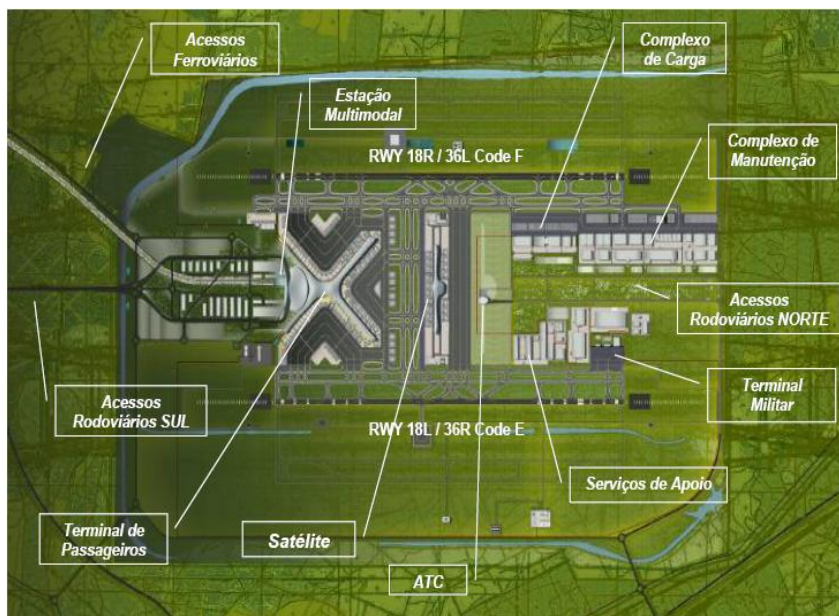 Acessos
Ferroviários
Complexo
de Carga
Estação
Multimodal
Complexo de
Manutenção
RWY 18R / 36L Code F
Acessos
Rodoviários NORTE
Acessos
Rodoviários SUL
Terminal
Militar
RWY 18L / 36R Code E
Serviços de Apoio
Terminal de
Passageiros
Satélite
ATC